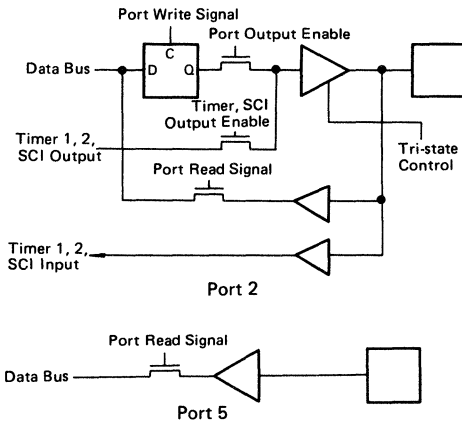 Port Write Signal
Port Output Enable
C
Data Bus
D
Q
Timer, SCI
Output Enable
Timer 1, 2,
SCI Output
Tri-state
Control
Port Read Signal
Timer 1, 2,
SCI Input
Port 2
Port Read Signal
Data Bus
Port 5